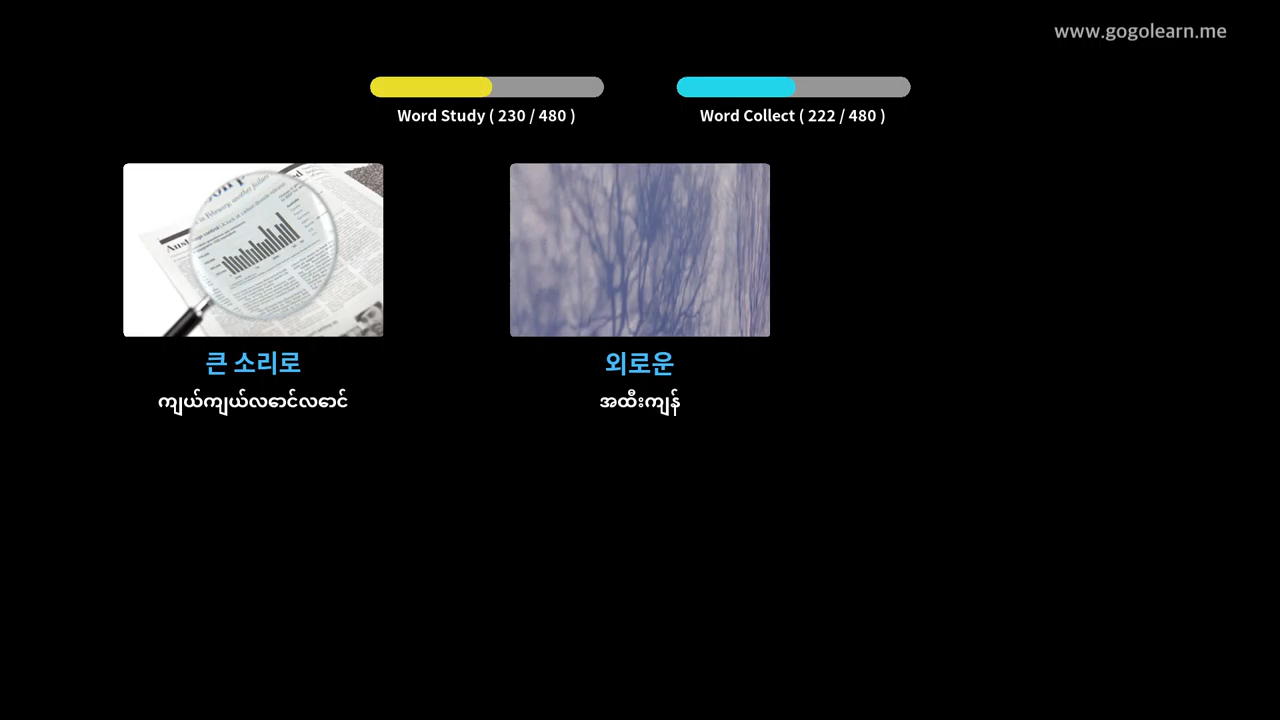 www.gogolearn.me
Word Study ( 230 / 480 )
Word Collect ( 222 / 480 )
큰 소리로
ကျယ်ကျယ်လောင်လောင်
외로운
အထီးကျန်